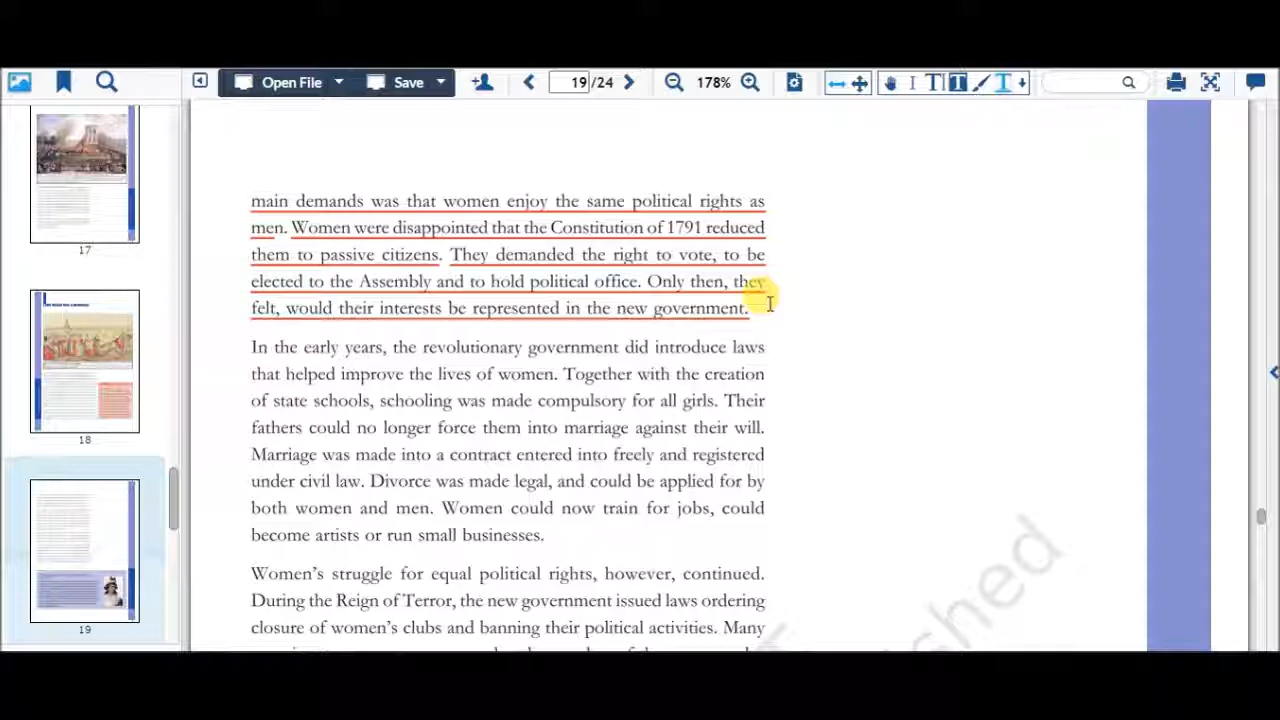 Open File
Save
19/24
178%
17
18
19
main demands was that women enjoy the same political rights as
men. Women were disappointed that the Constitution of 1791 reduced
them to passive citizens. They demanded the right to vote, to be
elected to the Assembly and to hold political office. Only then, they
felt, would their interests be represented in the new government.
In the early years, the revolutionary government did introduce laws
that helped improve the lives of women. Together with the creation
of state schools, schooling was made compulsory for all girls. Their
fathers could no longer force them into marriage against their will.
Marriage was made into a contract entered into freely and registered
under civil law. Divorce was made legal, and could be applied for by
both women and men. Women could now train for jobs, could
become artists or run small businesses.
Women’s struggle for equal political rights, however, continued.
During the Reign of Terror, the new government issued laws ordering
closure of women’s clubs and banning their political activities. Many